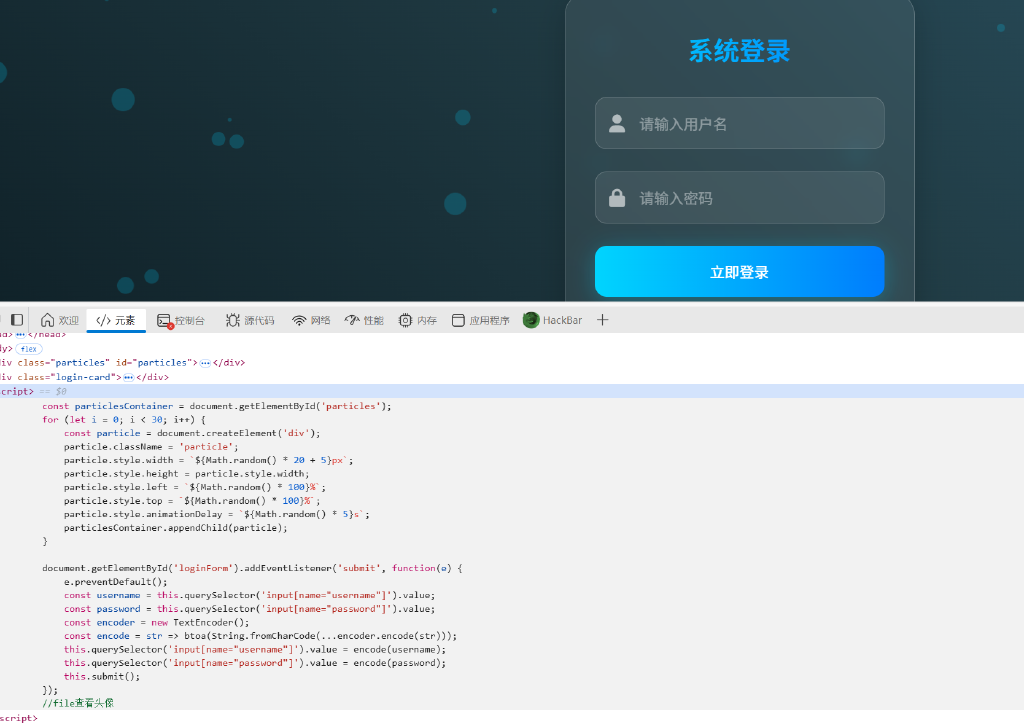 系统登录
请输入用户名
请输入密码
立即登录
欢迎 </> 元素 控制台 源代码 网络 性能 内存 应用程序 HackBar
d> ··· </head>
dy> flex
iv class="particles" id="particles"> ··· </div>
iv class="login-card"> ··· </div>
script> == $0
const particlesContainer = document.getElementById('particles');
for (let i = 0; i < 30; i++) {
const particle = document.createElement('div');
particle.className = 'particle';
particle.style.width = `${Math.random() * 20 + 5}px`;
particle.style.height = particle.style.width;
particle.style.left = `${Math.random() * 100}%`;
particle.style.top = `${Math.random() * 100}%`;
particle.style.animationDelay = `${Math.random() * 5}s`;
particlesContainer.appendChild(particle);
}
document.getElementById('loginForm').addEventListener('submit', function(e) {
e.preventDefault();
const username = this.querySelector('input[name="username"]').value;
const password = this.querySelector('input[name="password"]').value;
const encoder = new TextEncoder();
const encode = str => btoa(String.fromCharCode(...encoder.encode(str)));
this.querySelector('input[name="username"]').value = encode(username);
this.querySelector('input[name="password"]').value = encode(password);
this.submit();
});
//file查看头像
script>